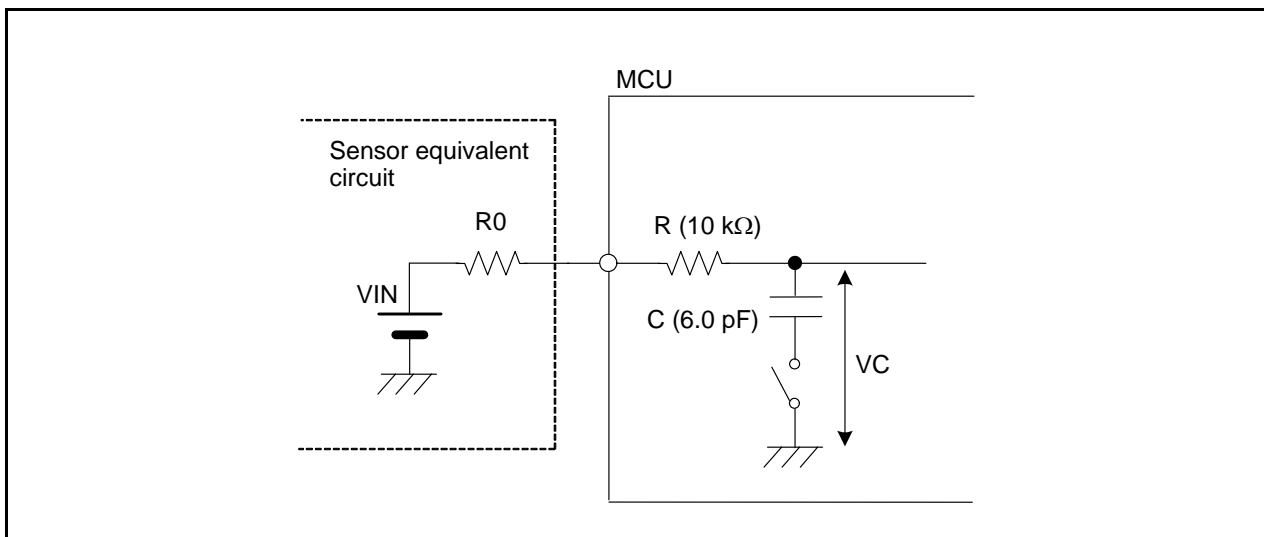 MCU
Sensor equivalent
circuit
R0
R (10 kΩ)
VIN
C (6.0 pF)
VC